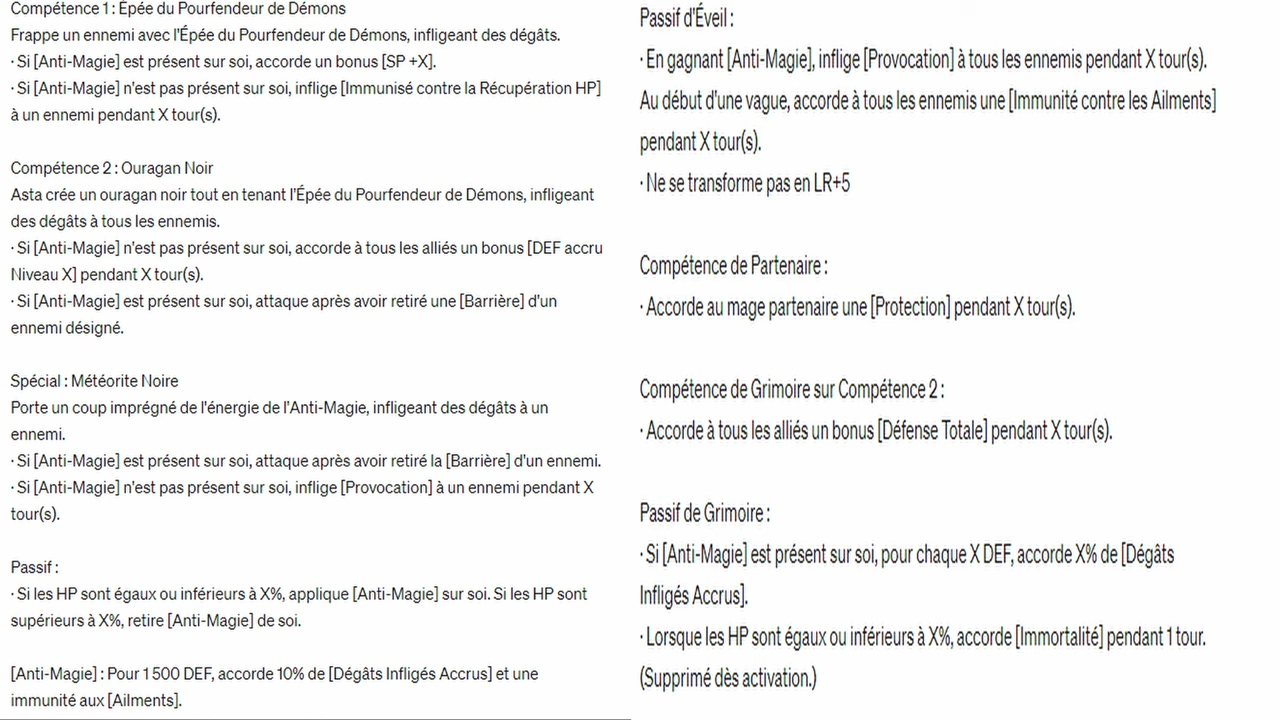 Compétence 1 : Épée du Pourfendeur de Démons
Frappe un ennemi avec l'Épée du Pourfendeur de Démons, infligeant des dégâts.
· Si [Anti-Magie] est présent sur soi, accorde un bonus [SP +X].
· Si [Anti-Magie] n'est pas présent sur soi, inflige [Immunisé contre la Récupération HP]
à un ennemi pendant X tour(s).
Compétence 2 : Ouragan Noir
Asta crée un ouragan noir tout en tenant l'Épée du Pourfendeur de Démons, infligeant
des dégâts à tous les ennemis.
· Si [Anti-Magie] n'est pas présent sur soi, accorde à tous les alliés un bonus [DEF accru
Niveau X] pendant X tour(s).
· Si [Anti-Magie] est présent sur soi, attaque après avoir retiré une [Barrière] d'un
ennemi désigné.
Spécial : Météorite Noire
Porte un coup imprégné de l'énergie de l'Anti-Magie, infligeant des dégâts à un
ennemi.
· Si [Anti-Magie] est présent sur soi, attaque après avoir retiré la [Barrière] d'un ennemi.
· Si [Anti-Magie] n'est pas présent sur soi, inflige [Provocation] à un ennemi pendant X
tour(s).
Passif :
· Si les HP sont égaux ou inférieurs à X%, applique [Anti-Magie] sur soi. Si les HP sont
supérieurs à X%, retire [Anti-Magie] de soi.
[Anti-Magie] : Pour 1 500 DEF, accorde 10% de [Dégâts Infligés Accrus] et une
immunité aux [Ailments].
Passif d'Éveil :
· En gagnant [Anti-Magie], inflige [Provocation] à tous les ennemis pendant X tour(s).
Au début d'une vague, accorde à tous les ennemis une [Immunité contre les Ailments]
pendant X tour(s).
· Ne se transforme pas en LR+5
Compétence de Partenaire :
· Accorde au mage partenaire une [Protection] pendant X tour(s).
Compétence de Grimoire sur Compétence 2 :
· Accorde à tous les alliés un bonus [Défense Totale] pendant X tour(s).
Passif de Grimoire :
· Si [Anti-Magie] est présent sur soi, pour chaque X DEF, accorde X% de [Dégâts
Infligés Accrus].
· Lorsque les HP sont égaux ou inférieurs à X%, accorde [Immortalité] pendant 1 tour.
(Supprimé dès activation.)